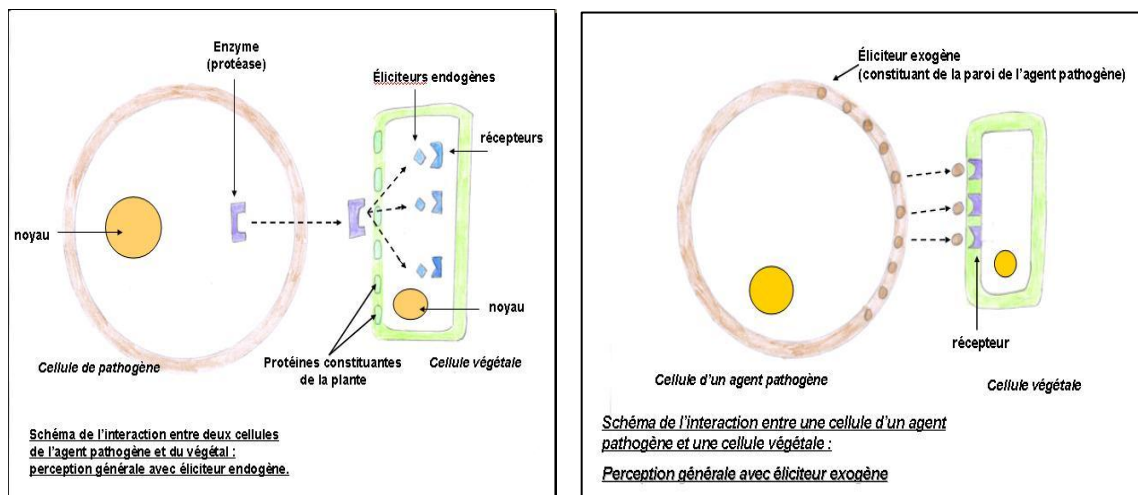 Enzyme
(protéase)
Éliciteurs endogènes
récepteurs
noyau
noyau
Protéines constituantes
de la plante
Cellule de pathogène
Cellule végétale
Schéma de l'interaction entre deux cellules
de l'agent pathogène et du végétal :
perception générale avec éliciteur endogène.
Éliciteur exogène
(constituant de la paroi de l'agent pathogène)
récepteur
Cellule d'un agent pathogène
Cellule végétale
Schéma de l'interaction entre une cellule d'un agent
pathogène et une cellule végétale :
Perception générale avec éliciteur exogène